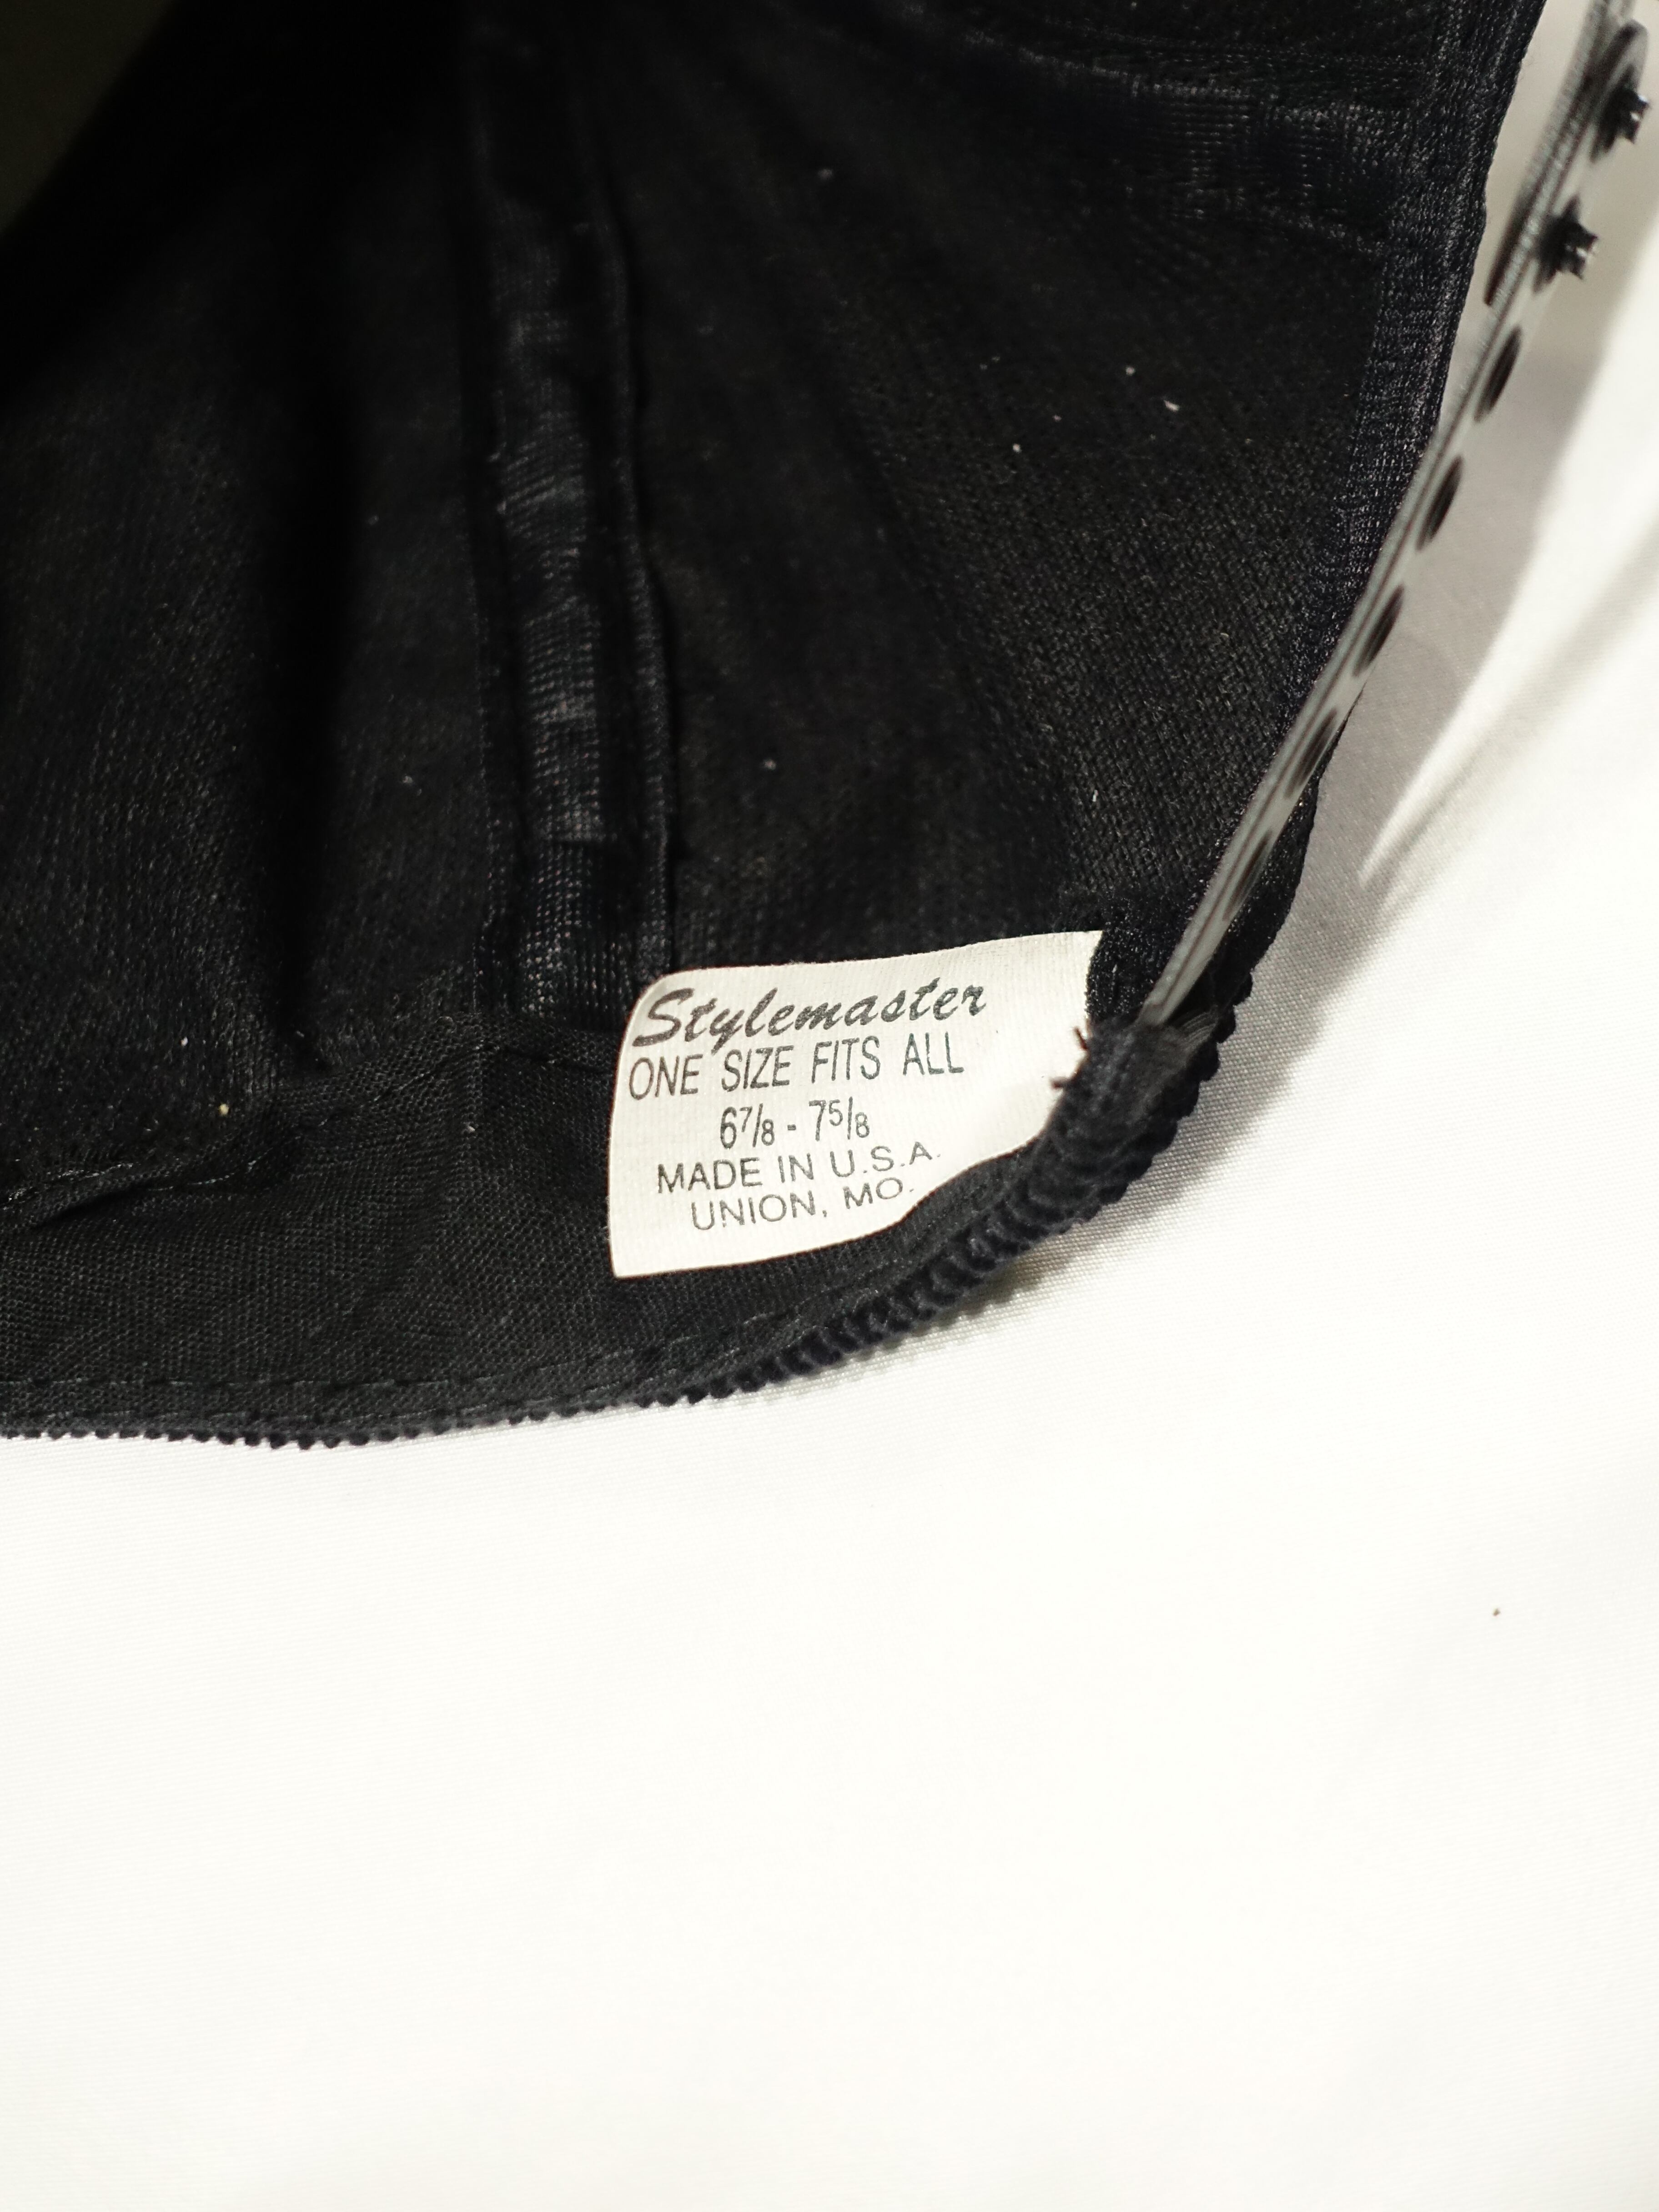 Stylemaster
ONE SIZE FITS ALL
6⅞ - 7⅝
MADE IN U.S.A.
UNION, MO.